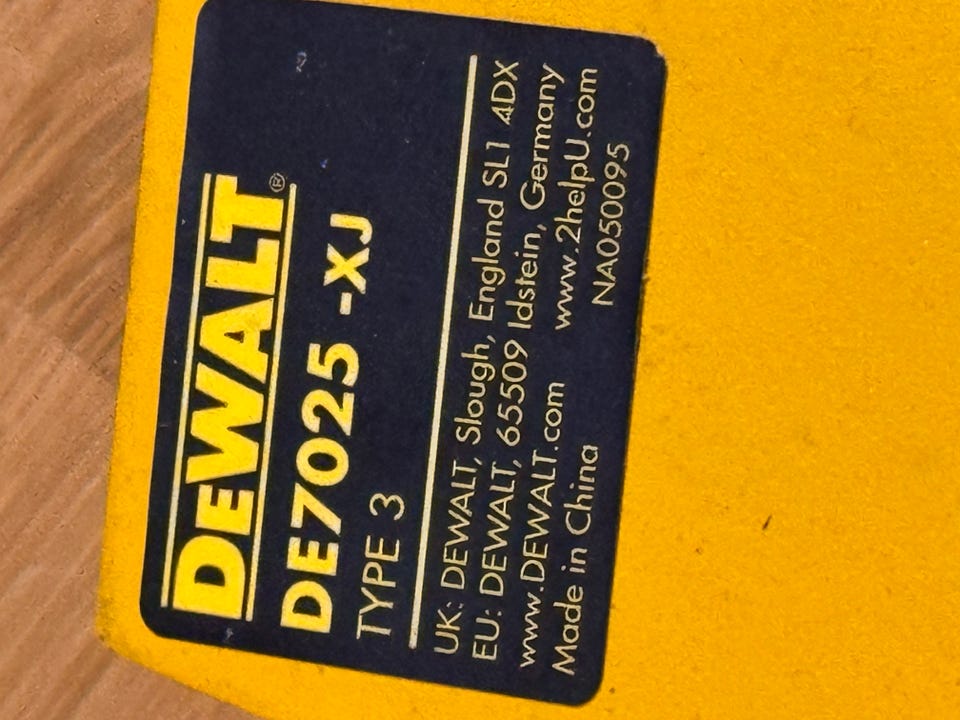 DEWALT®
DE7025 -XJ
TYPE 3
UK: DEWALT, Slough, England SL1 4DX
EU: DEWALT, 65509 Idstein, Germany
www.DEWALT.com www.2helpU.com
Made in China NA050095